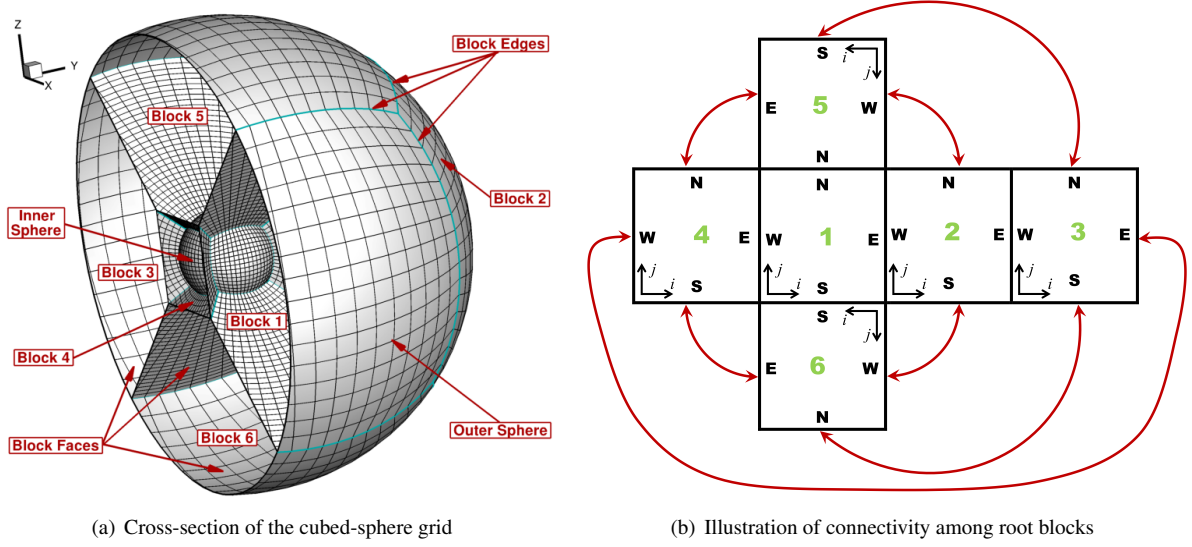 Z
Y
X
Block Edges
Block 5
Block 2
Inner
Sphere
Block 3
Block 1
Block 4
Block Faces
Block 6
Outer Sphere
(a) Cross-section of the cubed-sphere grid
S
i
j
E
5
W
N
N
W
4
E
S
j
i
N
W
1
E
S
j
i
N
W
2
E
S
j
i
N
W
3
E
S
j
i
S
i
j
E
6
W
N
(b) Illustration of connectivity among root blocks